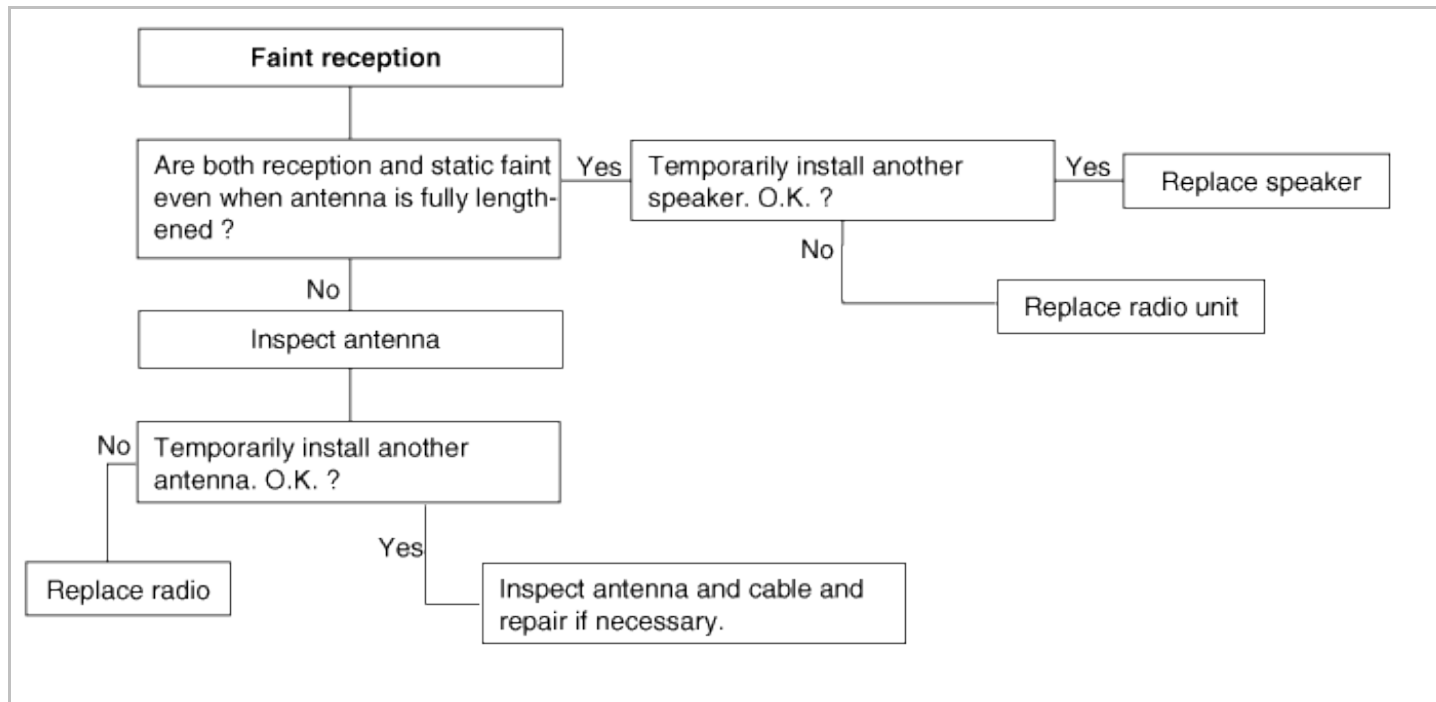 Faint reception
Are both reception and static faint
even when antenna is fully length-
ened ?
Yes
Temporarily install another
speaker. O.K. ?
Yes
Replace speaker
No
Replace radio unit
No
Inspect antenna
No
Temporarily install another
antenna. O.K. ?
Yes
Replace radio
Inspect antenna and cable and
repair if necessary.